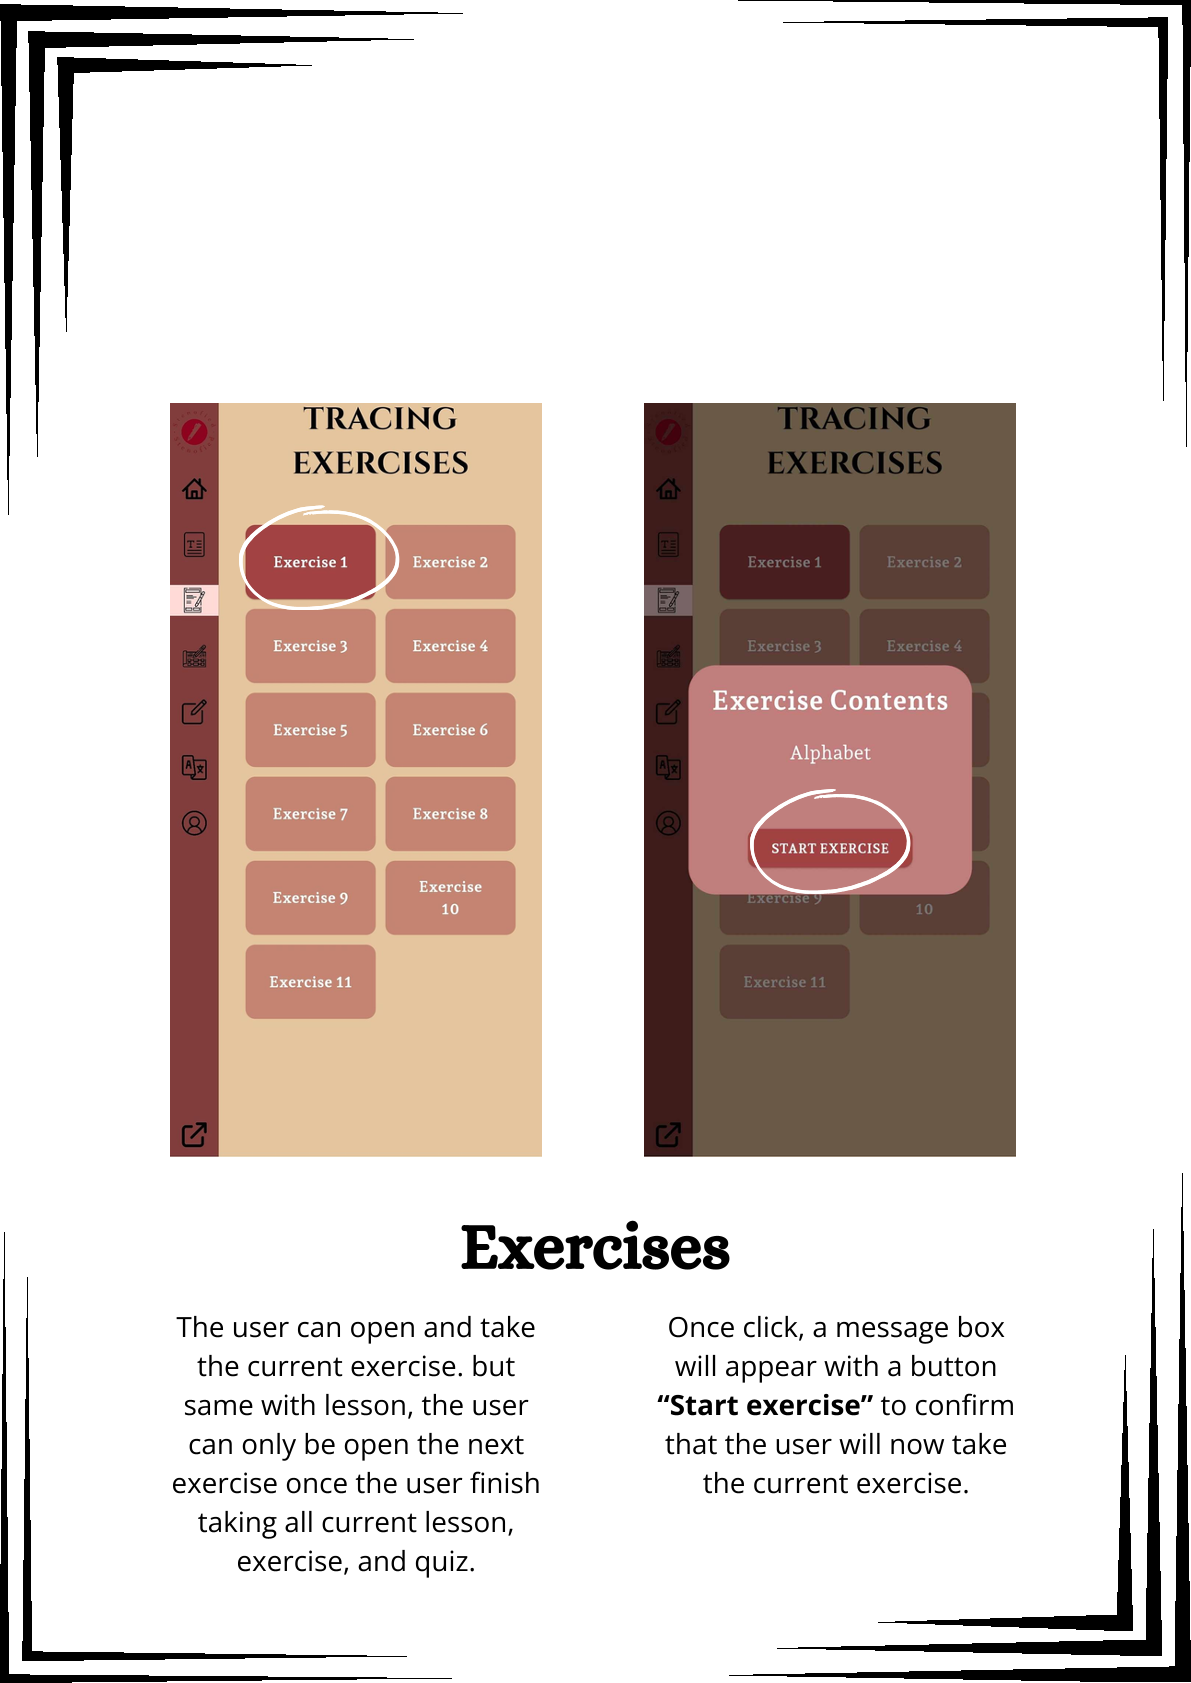 TRACING
EXERCISES
Exercise 1
Exercise 2
Exercise 3
Exercise 4
Exercise 5
Exercise 6
Exercise 7
Exercise 8
Exercise 9
Exercise
10
Exercise 11
TRACING
EXERCISES
Exercise 1
Exercise 2
Exercise 3
Exercise 4
Exercise Contents
Alphabet
START EXERCISE
Exercise 9
10
Exercise 11
Exercises
The user can open and take
the current exercise. but
same with lesson, the user
can only be open the next
exercise once the user finish
taking all current lesson,
exercise, and quiz.
Once click, a message box
will appear with a button
“Start exercise” to confirm
that the user will now take
the current exercise.